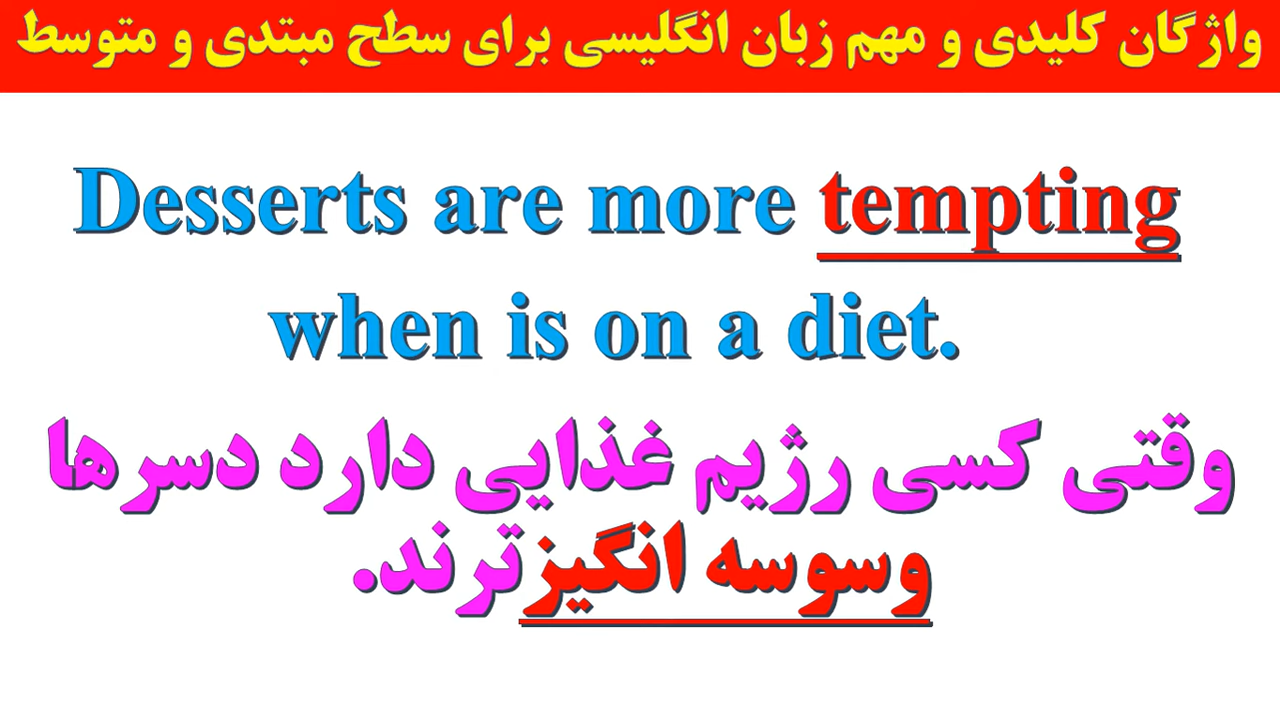 واژگان کلیدی و مهم زبان انگلیسی برای سطح مبتدی و متوسط
Desserts are more tempting
when is on a diet.
وقتی کسی رژیم غذایی دارد دسرها
وسوسه انگیزترند.